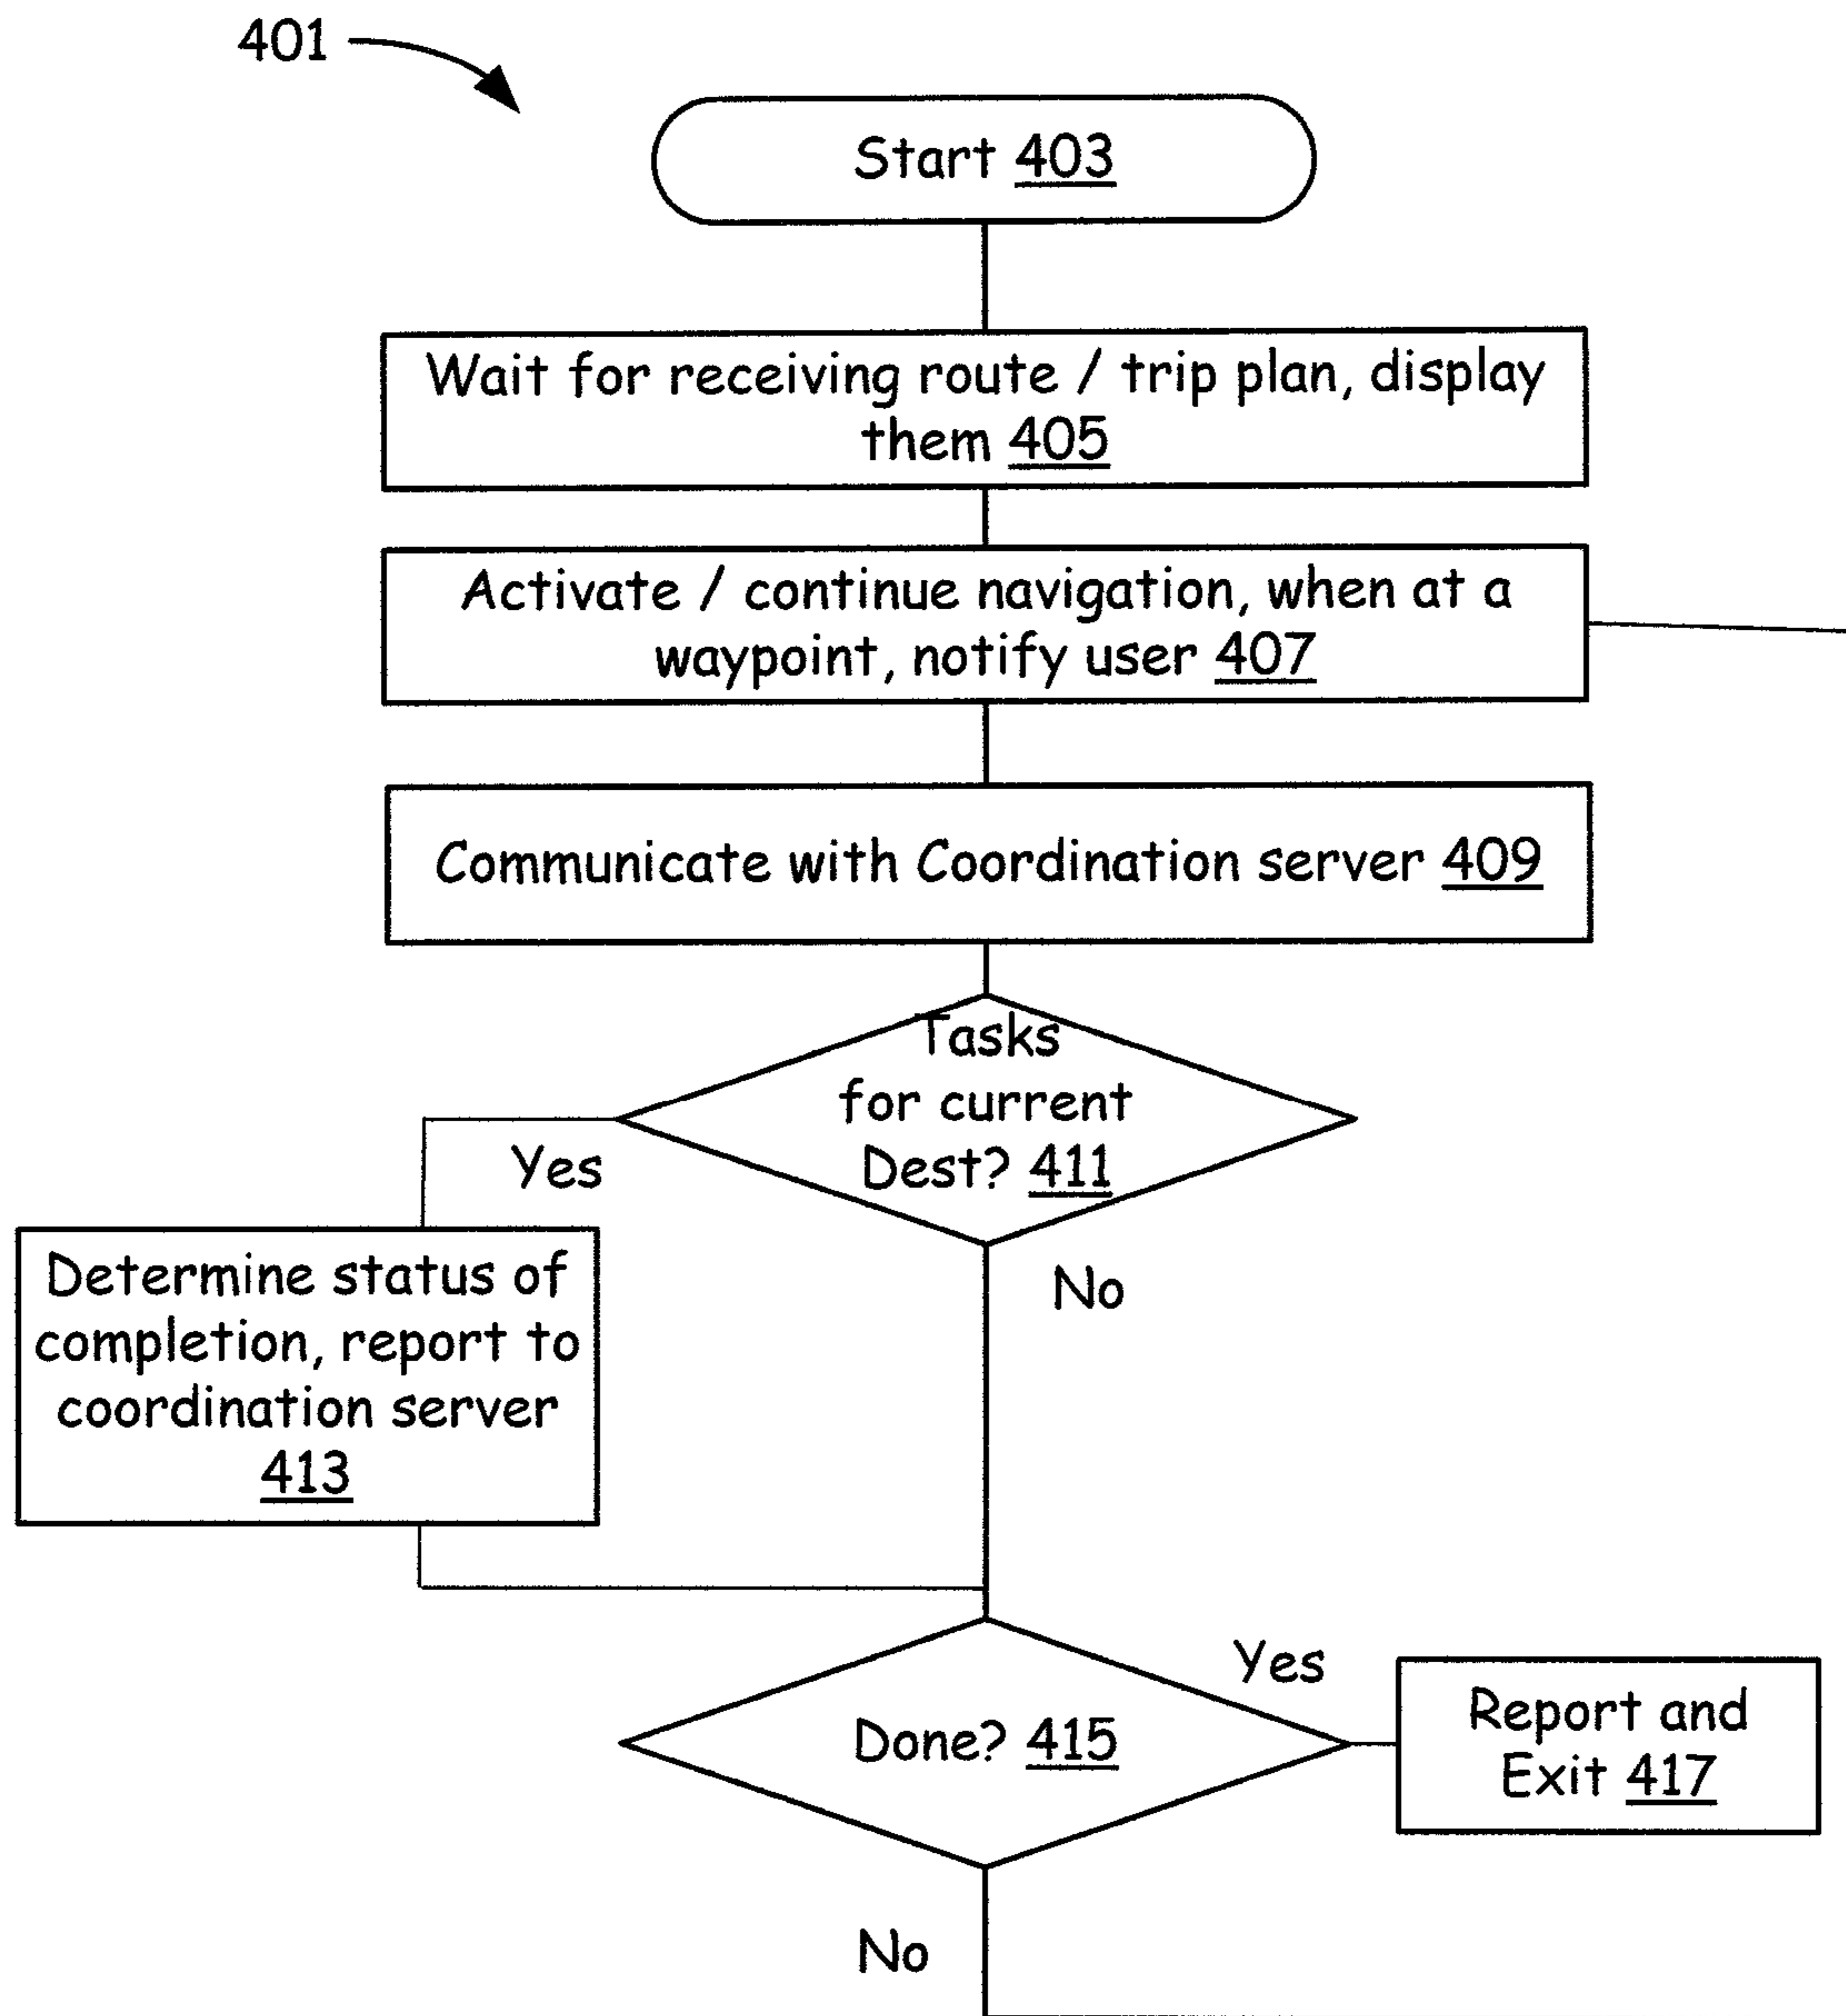 401
Start 403
Wait for receiving route / trip plan, display
them 405
Activate / continue navigation, when at a
waypoint, notify user 407
Communicate with Coordination server 409
Tasks
for current
Dest? 411
Yes
No
Determine status of
completion, report to
coordination server
413
Done? 415
Yes
Report and
Exit 417
No